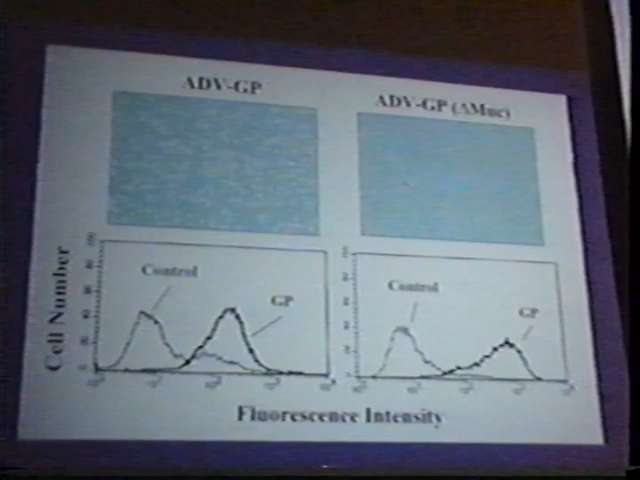 ADV-GP
ADV-GP (ΔMuc)
Cell Number
Control
GP
Control
GP
Fluorescence Intensity